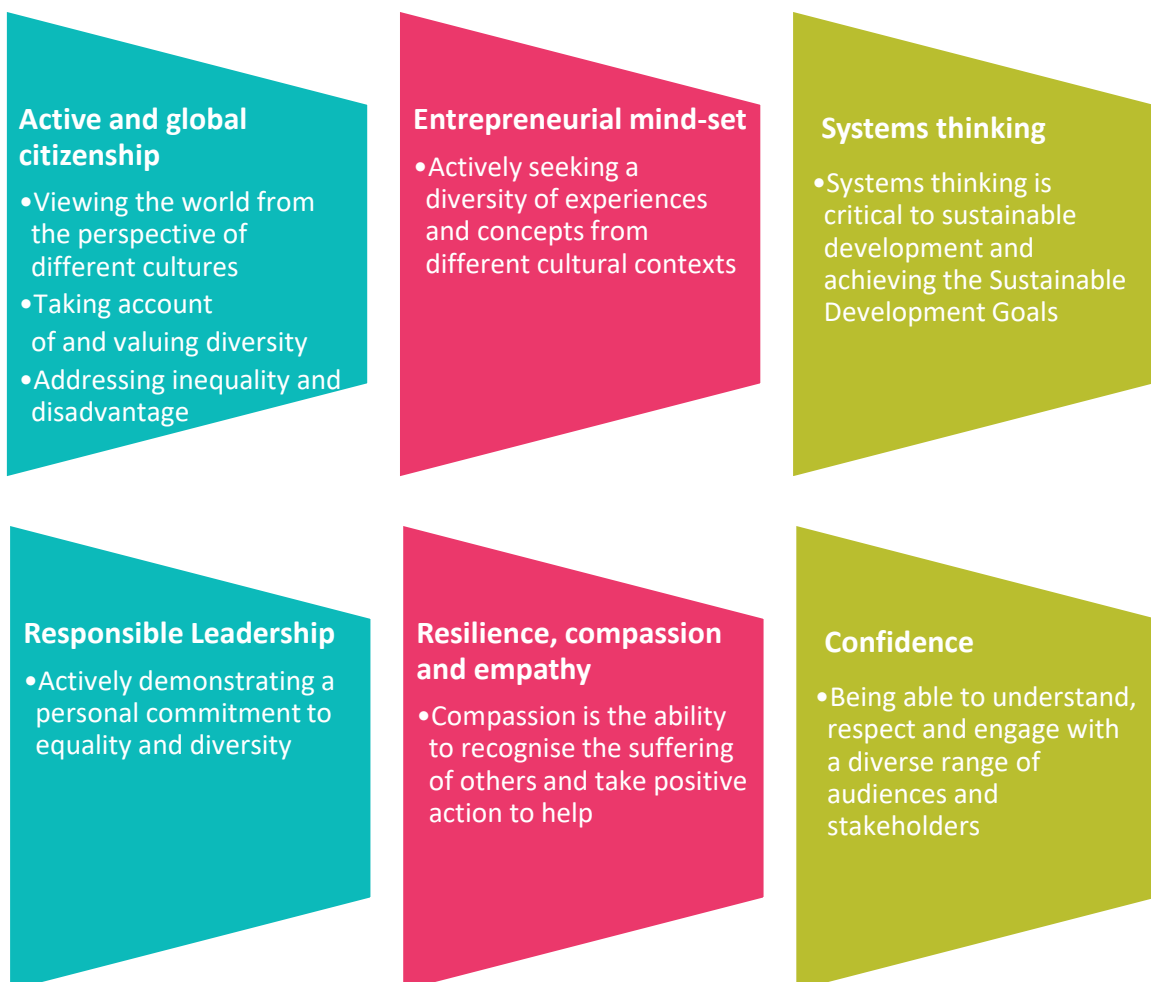 Active and global
citizenship
•Viewing the world from
the perspective of
different cultures
•Taking account
of and valuing diversity
•Addressing inequality and
disadvantage
Entrepreneurial mind-set
•Actively seeking a
diversity of experiences
and concepts from
different cultural contexts
Systems thinking
•Systems thinking is
critical to sustainable
development and
achieving the Sustainable
Development Goals
Responsible Leadership
•Actively demonstrating a
personal commitment to
equality and diversity
Resilience, compassion
and empathy
•Compassion is the ability
to recognise the suffering
of others and take positive
action to help
Confidence
•Being able to understand,
respect and engage with
a diverse range of
audiences and
stakeholders